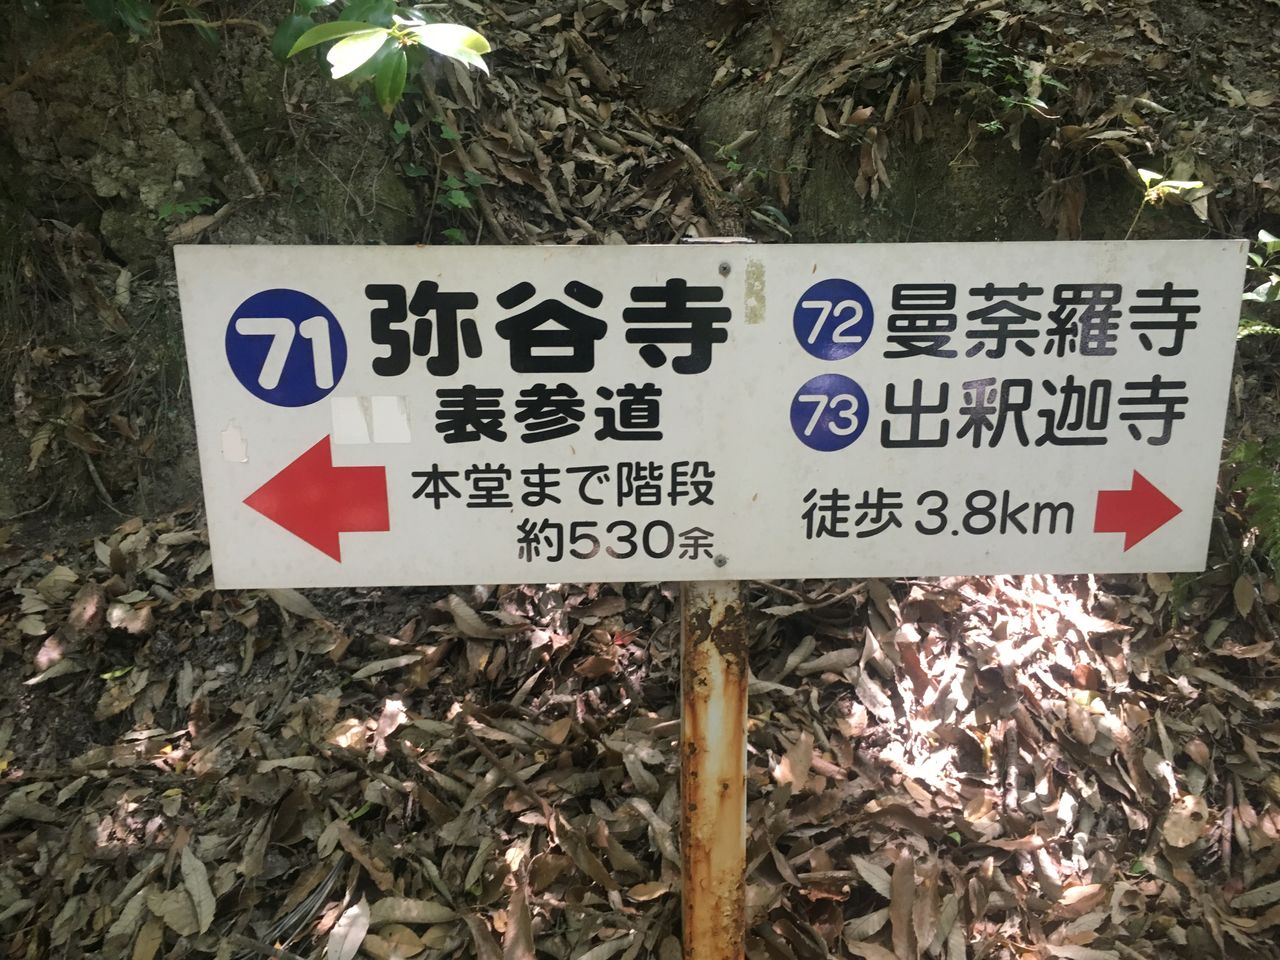 71 弥谷寺
表参道
本堂まで階段
約530余
72 曼荼羅寺
73 出釈迦寺
徒歩3.8km